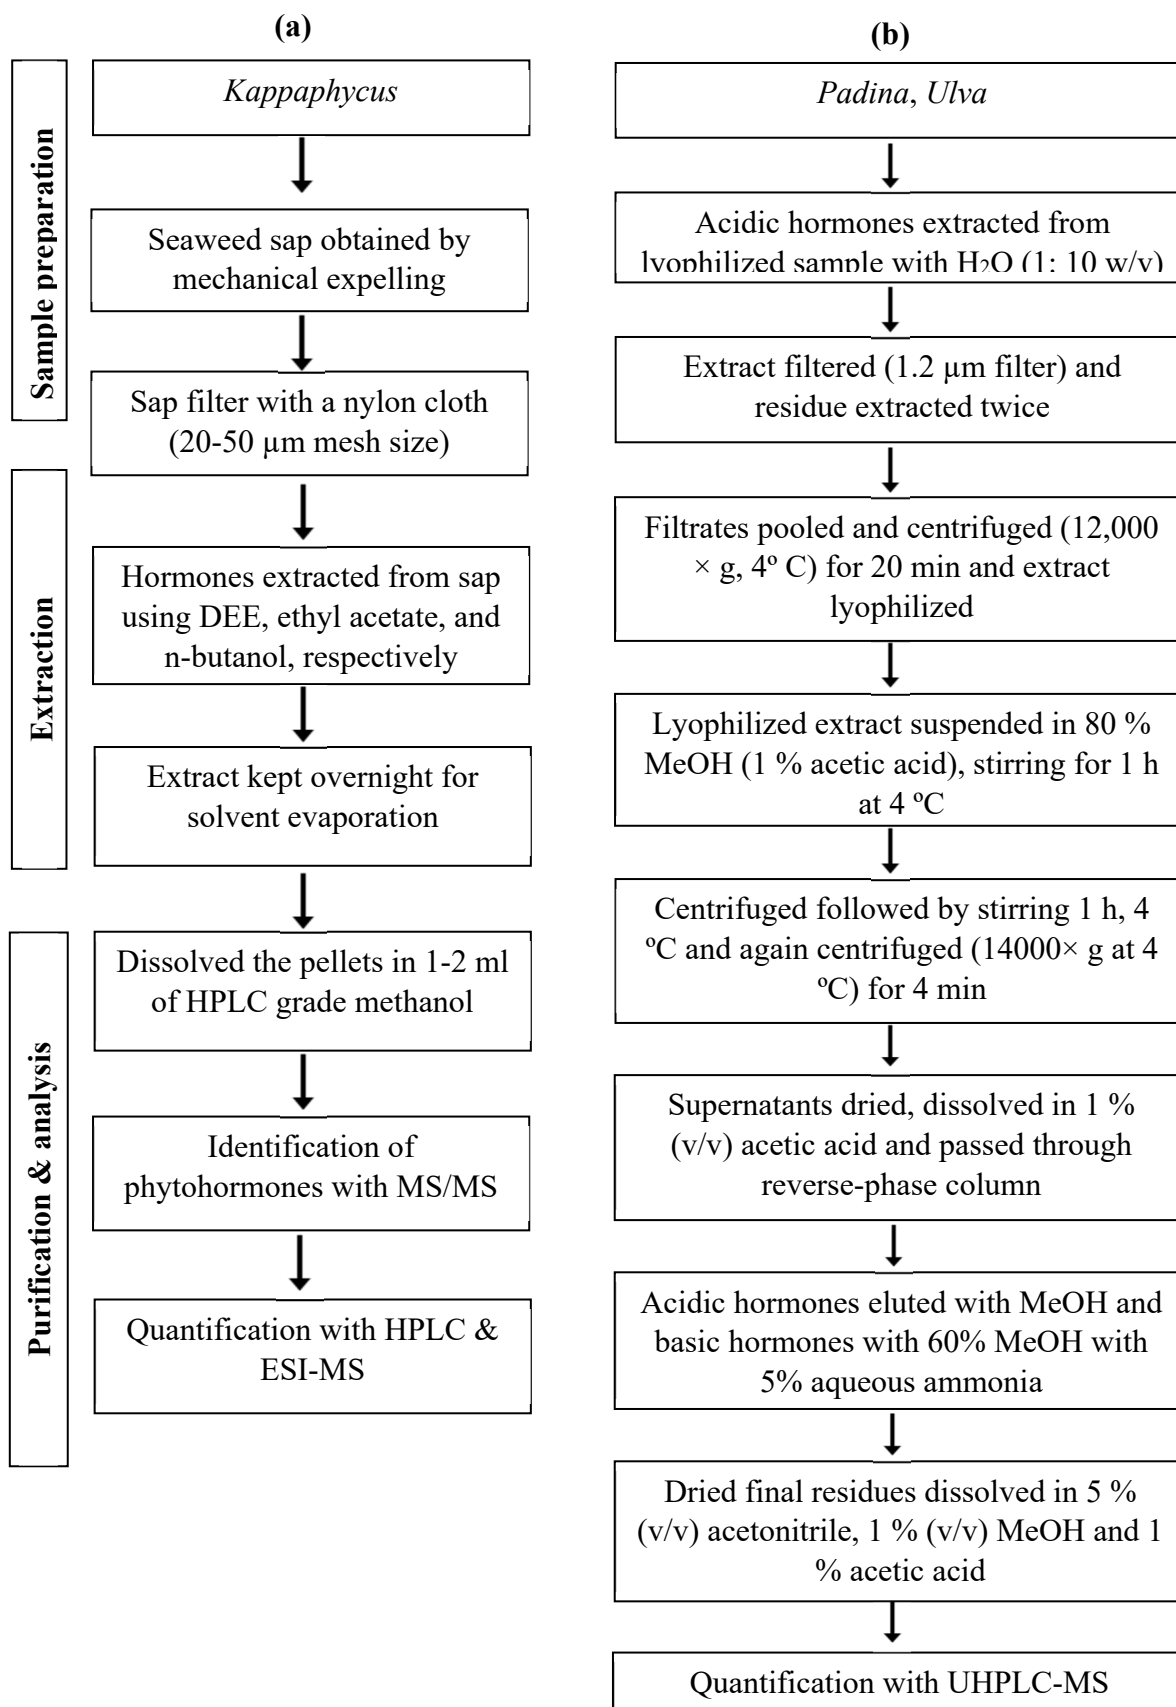 (a)
Sample preparation
Extraction
Purification & analysis
Kappaphycus
Seaweed sap obtained by
mechanical expelling
Sap filter with a nylon cloth
(20-50 µm mesh size)
Hormones extracted from sap
using DEE, ethyl acetate, and
n-butanol, respectively
Extract kept overnight for
solvent evaporation
Dissolved the pellets in 1-2 ml
of HPLC grade methanol
Identification of
phytohormones with MS/MS
Quantification with HPLC &
ESI-MS
(b)
Padina, Ulva
Acidic hormones extracted from
lyophilized sample with H₂O (1: 10 w/v)
Extract filtered (1.2 µm filter) and
residue extracted twice
Filtrates pooled and centrifuged (12,000
× g, 4º C) for 20 min and extract
lyophilized
Lyophilized extract suspended in 80 %
MeOH (1 % acetic acid), stirring for 1 h
at 4 ºC
Centrifuged followed by stirring 1 h, 4
ºC and again centrifuged (14000× g at 4
ºC) for 4 min
Supernatants dried, dissolved in 1 %
(v/v) acetic acid and passed through
reverse-phase column
Acidic hormones eluted with MeOH and
basic hormones with 60% MeOH with
5% aqueous ammonia
Dried final residues dissolved in 5 %
(v/v) acetonitrile, 1 % (v/v) MeOH and 1
% acetic acid
Quantification with UHPLC-MS